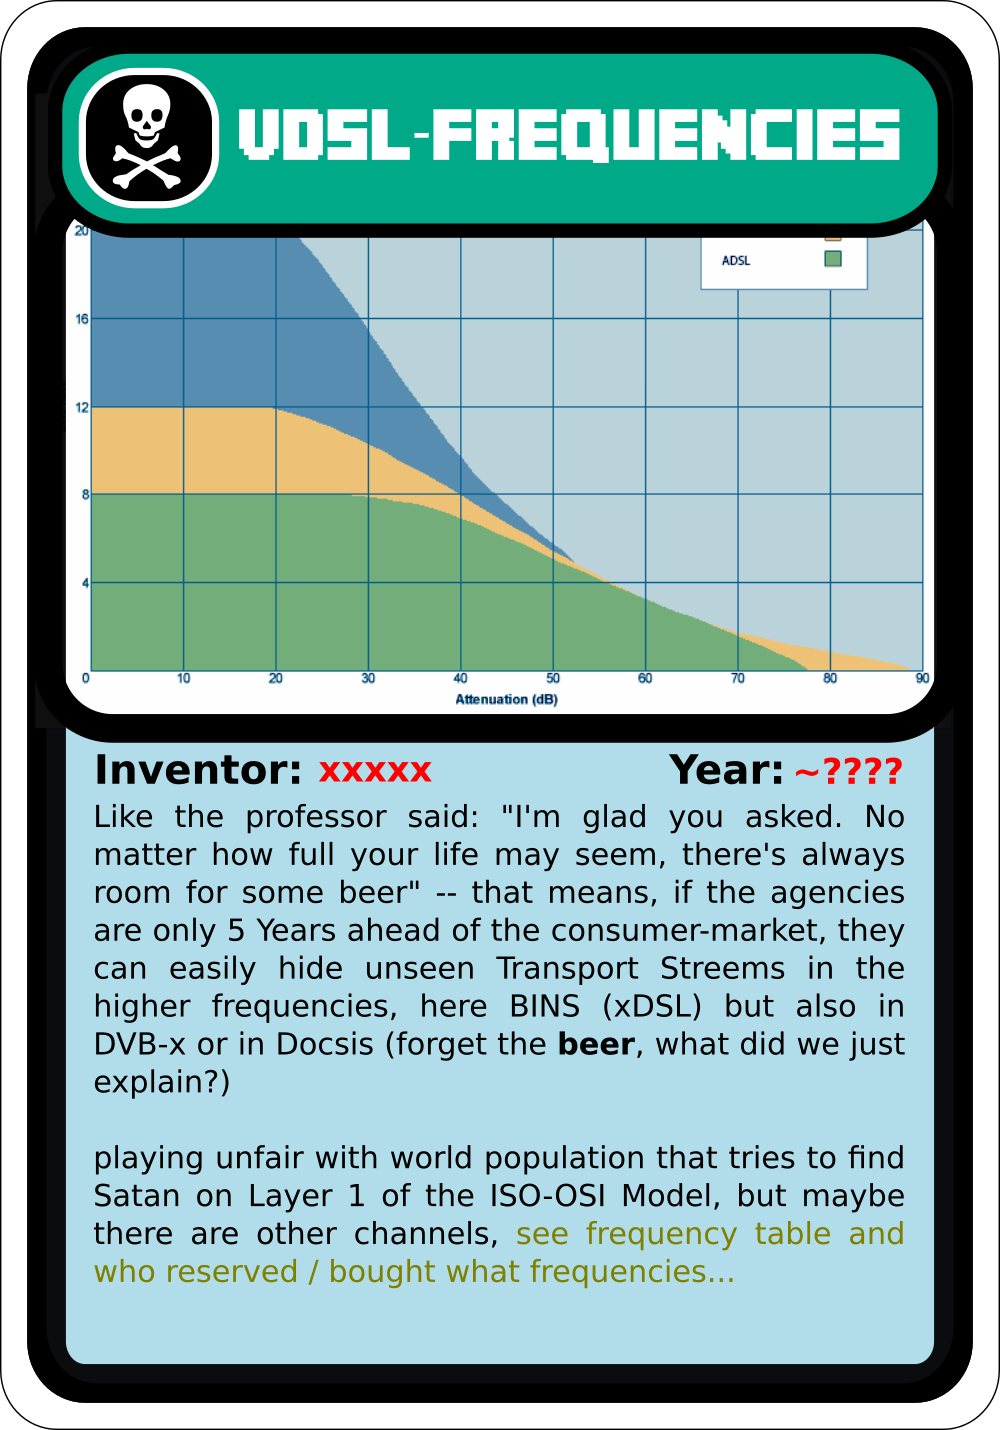 VDSL-FREQUENCIES
20
ADSL
16
12
8
4
0 10 20 30 40 50 60 70 80 90
Attenuation (dB)
Inventor: xxxxx Year: ~????
Like the professor said: "I'm glad you asked. No
matter how full your life may seem, there's always
room for some beer" -- that means, if the agencies
are only 5 Years ahead of the consumer-market, they
can easily hide unseen Transport Streems in the
higher frequencies, here BINS (xDSL) but also in
DVB-x or in Docsis (forget the beer, what did we just
explain?)
playing unfair with world population that tries to find
Satan on Layer 1 of the ISO-OSI Model, but maybe
there are other channels, see frequency table and
who reserved / bought what frequencies...